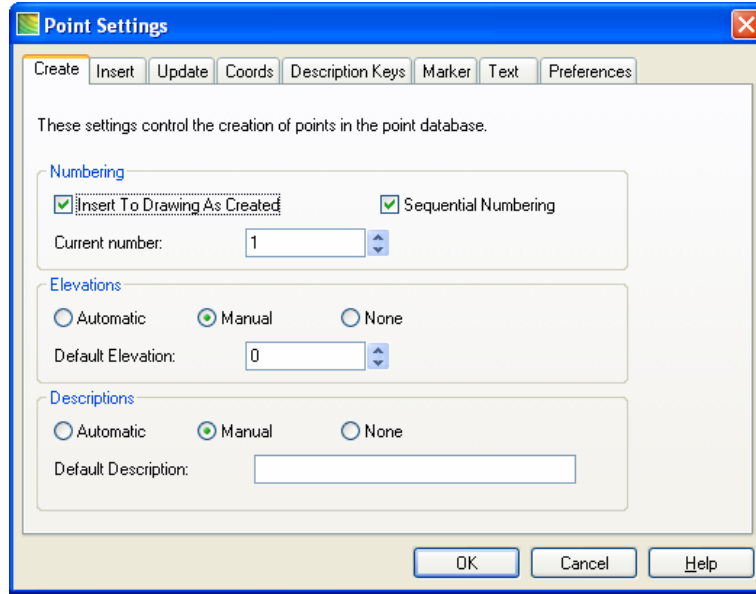 Point Settings
Create Insert Update Coords Description Keys Marker Text Preferences
These settings control the creation of points in the point database.
Numbering
Insert To Drawing As Created Sequential Numbering
Current number: 1
Elevations
Automatic Manual None
Default Elevation: 0
Descriptions
Automatic Manual None
Default Description:
OK Cancel Help